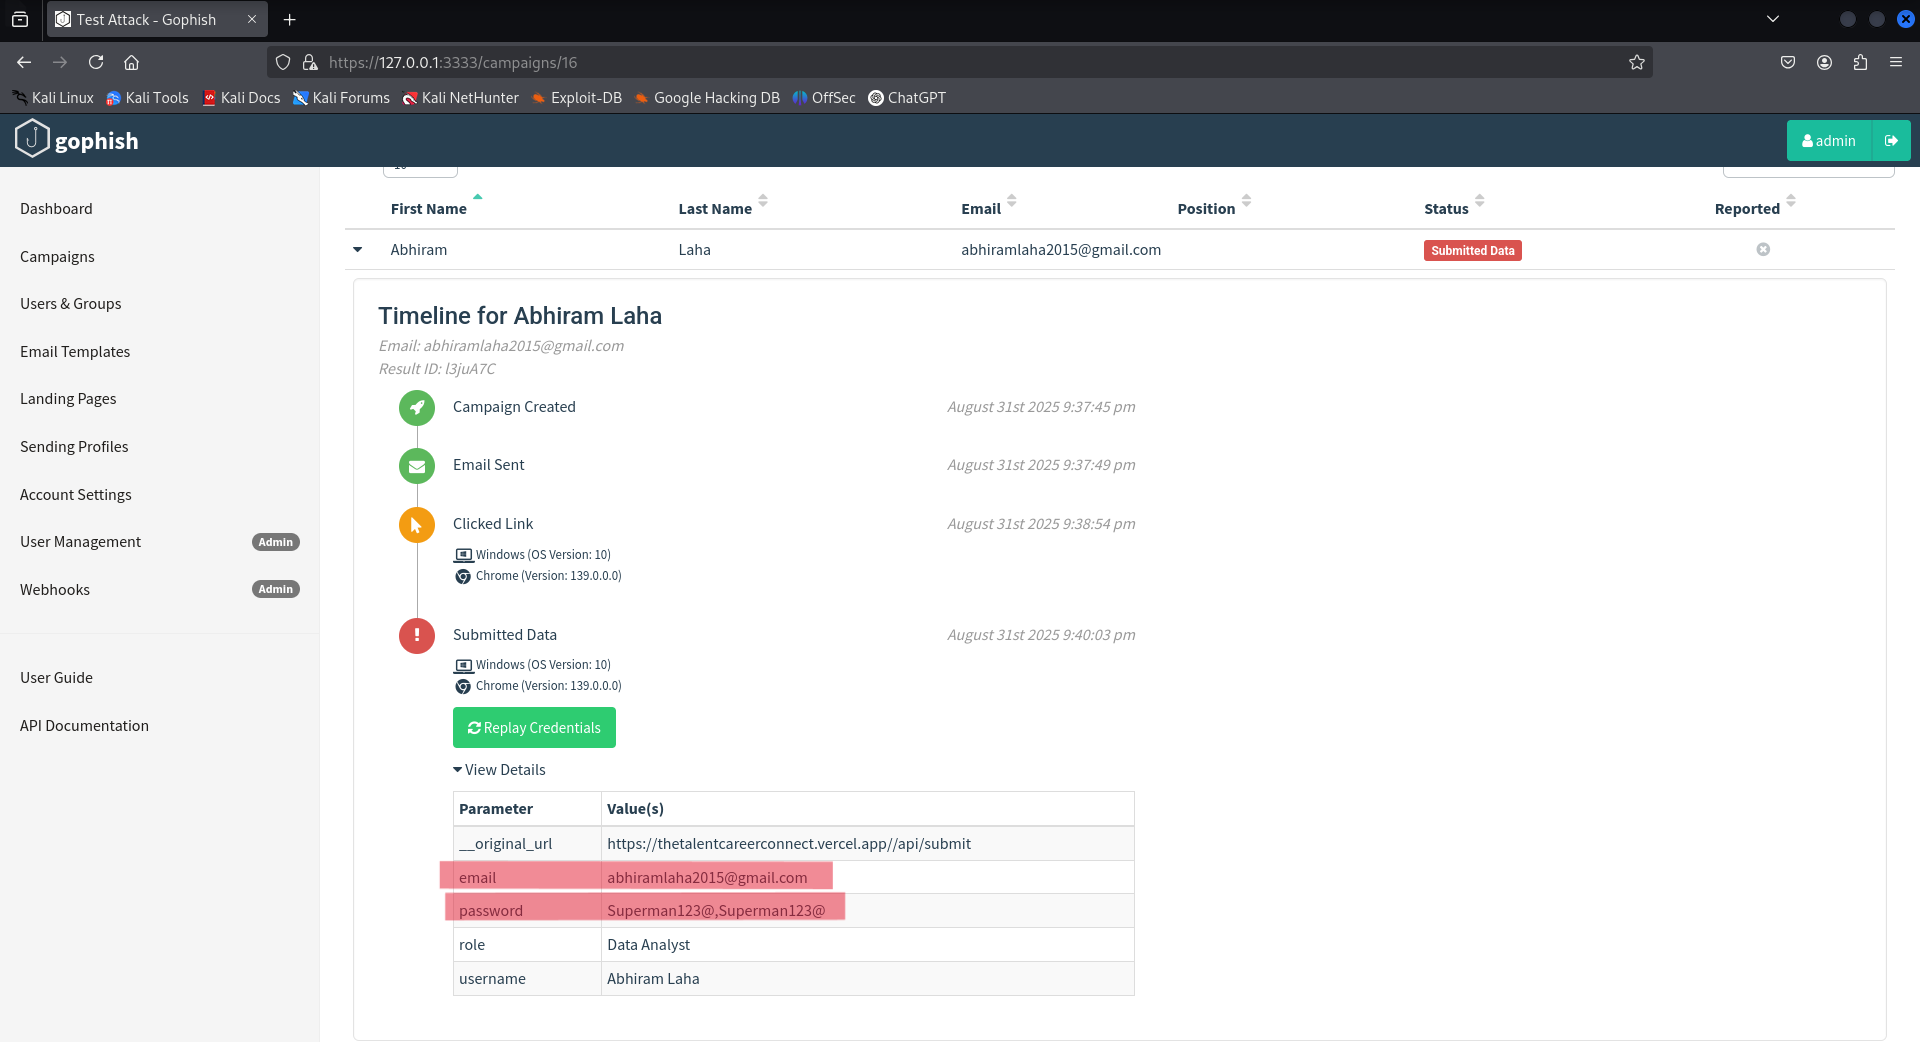 Test Attack - Gophish
https://127.0.0.1:3333/campaigns/16
Kali Linux Kali Tools Kali Docs Kali Forums Kali NetHunter Exploit-DB Google Hacking DB OffSec ChatGPT
gophish
admin
Dashboard
Campaigns
Users & Groups
Email Templates
Landing Pages
Sending Profiles
Account Settings
User Management Admin
Webhooks Admin
User Guide
API Documentation
First Name Last Name Email Position Status Reported
Abhiram Laha abhiramlaha2015@gmail.com Submitted Data
Timeline for Abhiram Laha
Email: abhiramlaha2015@gmail.com
Result ID: l3juA7C
Campaign Created August 31st 2025 9:37:45 pm
Email Sent August 31st 2025 9:37:49 pm
Clicked Link August 31st 2025 9:38:54 pm
Windows (OS Version: 10)
Chrome (Version: 139.0.0.0)
Submitted Data August 31st 2025 9:40:03 pm
Windows (OS Version: 10)
Chrome (Version: 139.0.0.0)
Replay Credentials
View Details
Parameter Value(s)
__original_url https://thetalentcareerconnect.vercel.app//api/submit
email abhiramlaha2015@gmail.com
password Superman123@,Superman123@
role Data Analyst
username Abhiram Laha